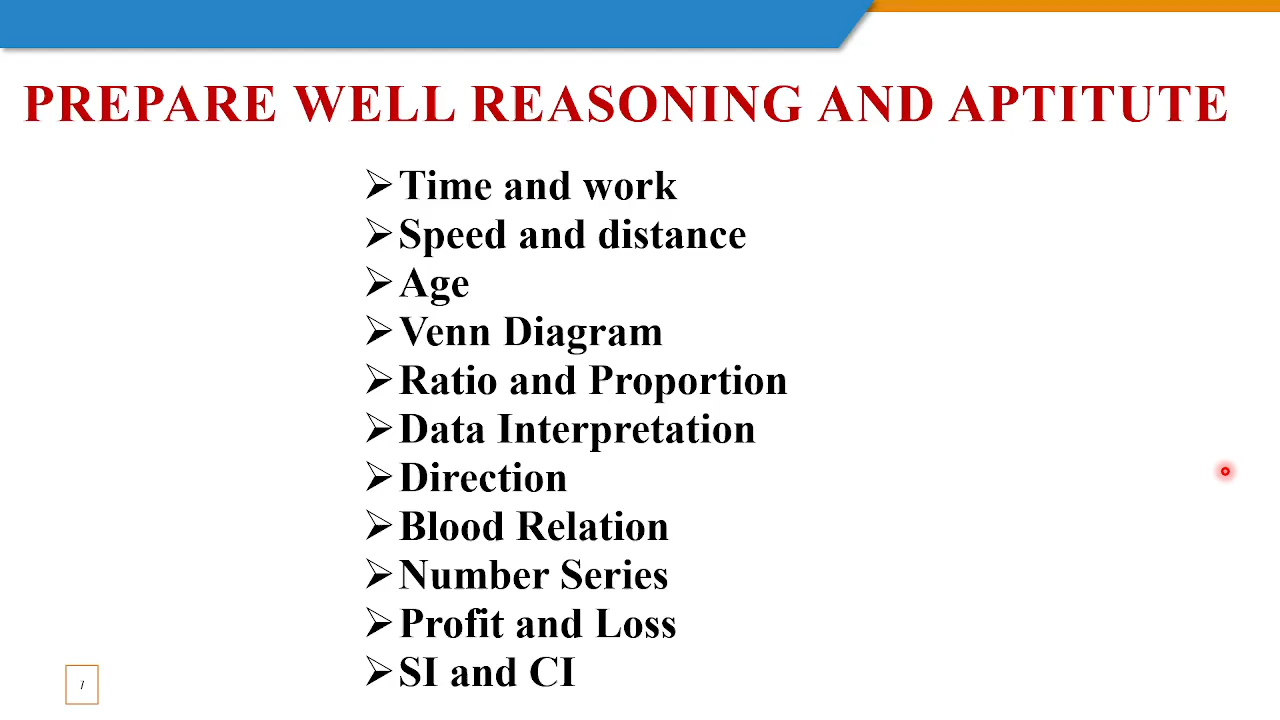 PREPARE WELL REASONING AND APTITUTE
➢Time and work
➢Speed and distance
➢Age
➢Venn Diagram
➢Ratio and Proportion
➢Data Interpretation
➢Direction
➢Blood Relation
➢Number Series
➢Profit and Loss
➢SI and CI